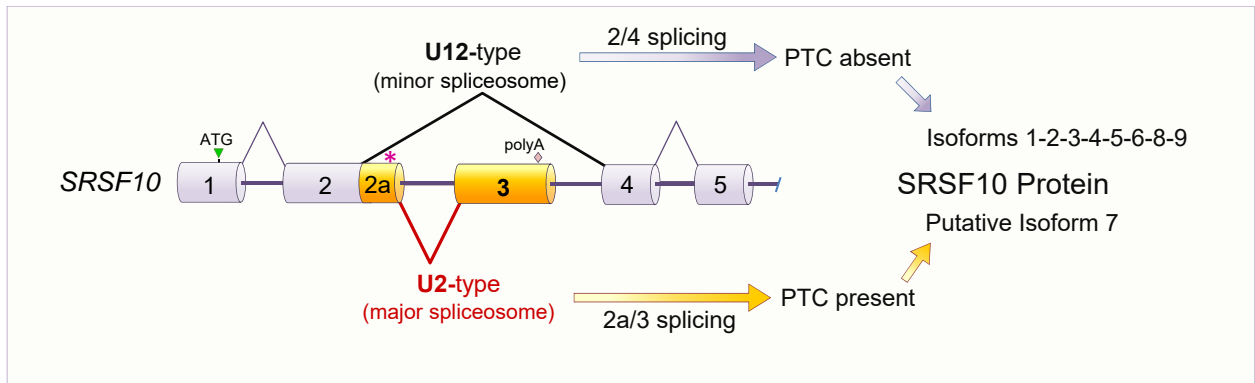 U12-type
(minor spliceosome)
2/4 splicing
PTC absent
Isoforms 1-2-3-4-5-6-8-9
ATG
*
polyA
SRSF10
1
2
2a
3
4
5
SRSF10 Protein
Putative Isoform 7
U2-type
(major spliceosome)
2a/3 splicing
PTC present